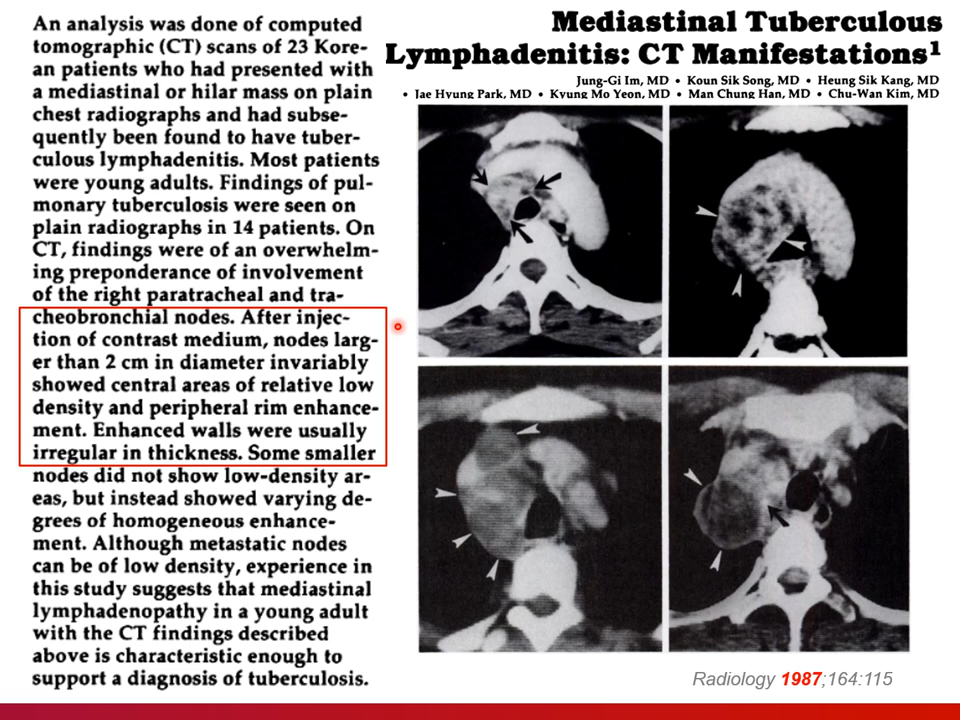 An analysis was done of computed
tomographic (CT) scans of 23 Kore-
an patients who had presented with
a mediastinal or hilar mass on plain
chest radiographs and had subse-
quently been found to have tuber-
culous lymphadenitis. Most patients
were young adults. Findings of pul-
monary tuberculosis were seen on
plain radiographs in 14 patients. On
CT, findings were of an overwhelm-
ing preponderance of involvement
of the right paratracheal and tra-
cheobronchial nodes. After injec-
tion of contrast medium, nodes larg-
er than 2 cm in diameter invariably
showed central areas of relative low
density and peripheral rim enhance-
ment. Enhanced walls were usually
irregular in thickness. Some smaller
nodes did not show low-density ar-
eas, but instead showed varying de-
grees of homogeneous enhance-
ment. Although metastatic nodes
can be of low density, experience in
this study suggests that mediastinal
lymphadenopathy in a young adult
with the CT findings described
above is characteristic enough to
support a diagnosis of tuberculosis.
Mediastinal Tuberculous
Lymphadenitis: CT Manifestations¹
Jung-Gi Im, MD • Koun Sik Song, MD • Heung Sik Kang, MD
• Jae Hyung Park, MD • Kyung Mo Yeon, MD • Man Chung Han, MD • Chu-Wan Kim, MD
Radiology 1987;164:115